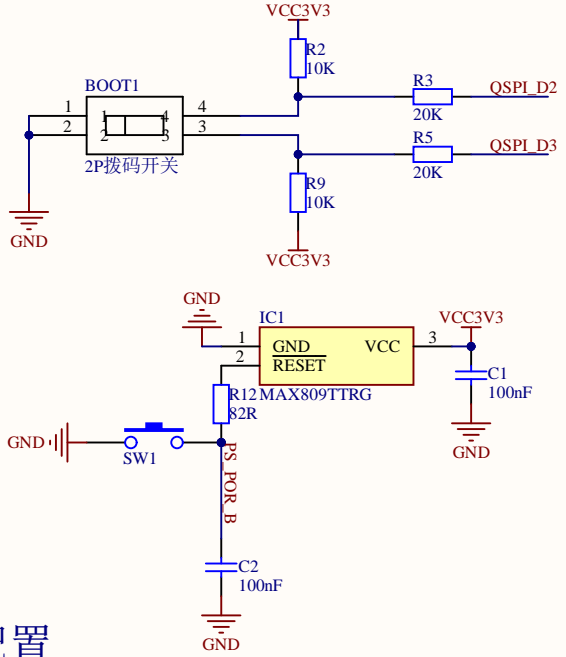 VCC3V3
R2
10K
BOOT1
R3
QSPI_D2
20K
1
1
4
4
2
2
3
3
R5
QSPI_D3
20K
2P拨码开关
R9
10K
GND
VCC3V3
GND
IC1
VCC3V3
1
GND
VCC
3
2
RESET
C1
100nF
R12
MAX809TTRG
82R
GND
SW1
PS_POR_B
GND
C2
100nF
GND
置